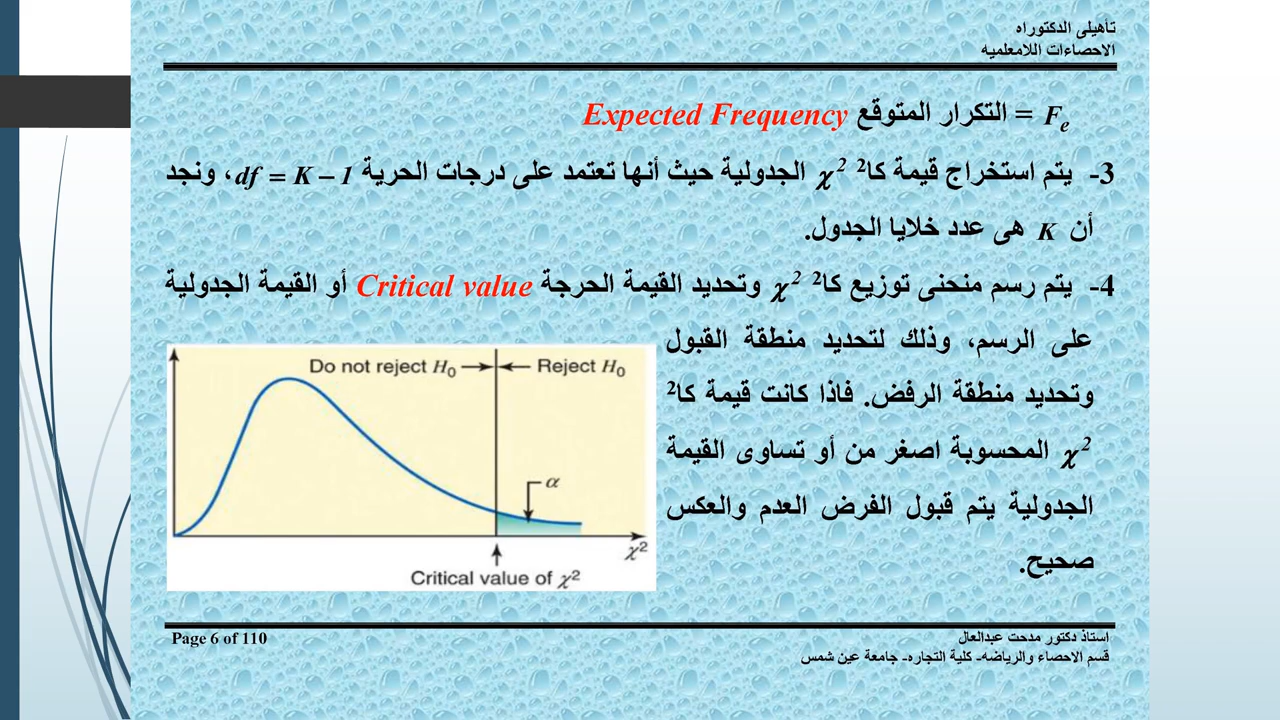 تأهيلى الدكتوراه
الاحصاءات اللامعلميه
Fe = التكرار المتوقع Expected Frequency
3- يتم استخراج قيمة كا² χ² الجدولية حيث أنها تعتمد على درجات الحرية df = K – 1، ونجد
أن K هى عدد خلايا الجدول.
4- يتم رسم منحنى توزيع كا² χ² وتحديد القيمة الحرجة Critical value أو القيمة الجدولية
على الرسم، وذلك لتحديد منطقة القبول
وتحديد منطقة الرفض. فاذا كانت قيمة كا²
χ² المحسوبة اصغر من أو تساوى القيمة
الجدولية يتم قبول الفرض العدم والعكس
صحيح.
Do not reject H₀
Reject H₀
α
χ²
Critical value of χ²
استاذ دكتور مدحت عبدالعال
Page 6 of 110
قسم الاحصاء والرياضه- كلية التجاره- جامعة عين شمس